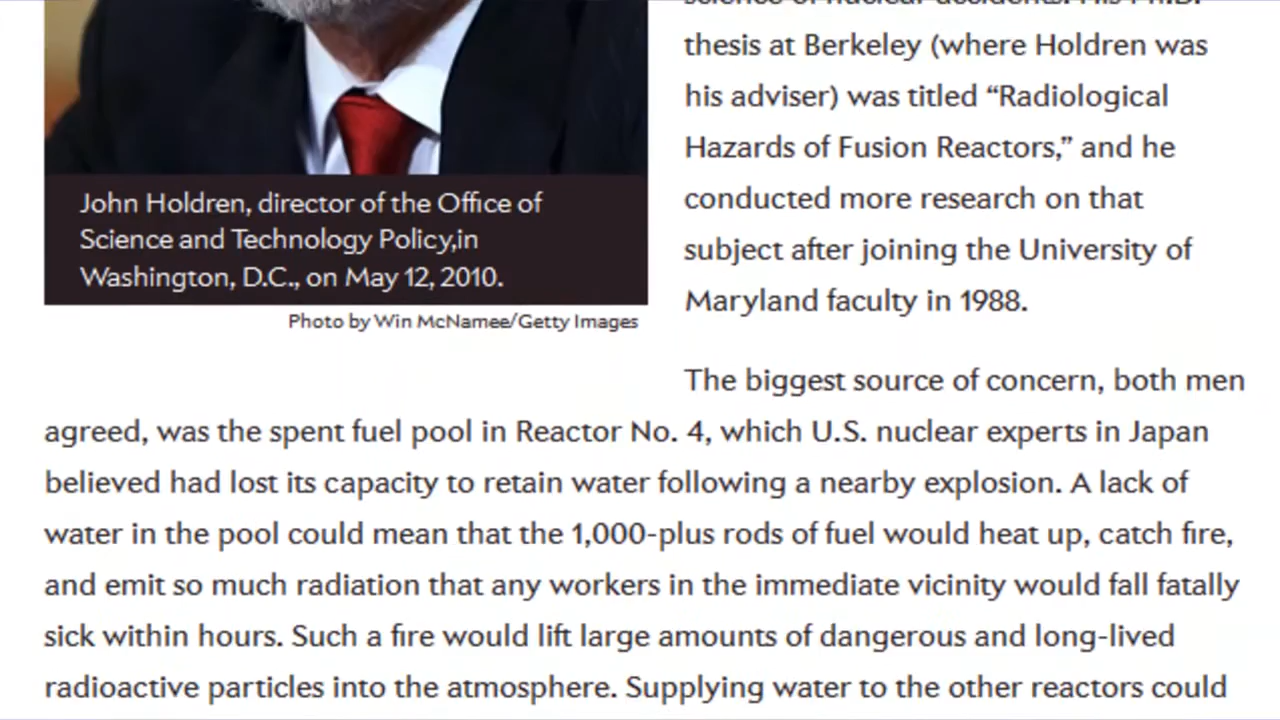 science of nuclear accidents. His Ph.D.
thesis at Berkeley (where Holdren was
his adviser) was titled “Radiological
Hazards of Fusion Reactors,” and he
conducted more research on that
subject after joining the University of
Maryland faculty in 1988.
John Holdren, director of the Office of
Science and Technology Policy,in
Washington, D.C., on May 12, 2010.
Photo by Win McNamee/Getty Images
The biggest source of concern, both men
agreed, was the spent fuel pool in Reactor No. 4, which U.S. nuclear experts in Japan
believed had lost its capacity to retain water following a nearby explosion. A lack of
water in the pool could mean that the 1,000-plus rods of fuel would heat up, catch fire,
and emit so much radiation that any workers in the immediate vicinity would fall fatally
sick within hours. Such a fire would lift large amounts of dangerous and long-lived
radioactive particles into the atmosphere. Supplying water to the other reactors could